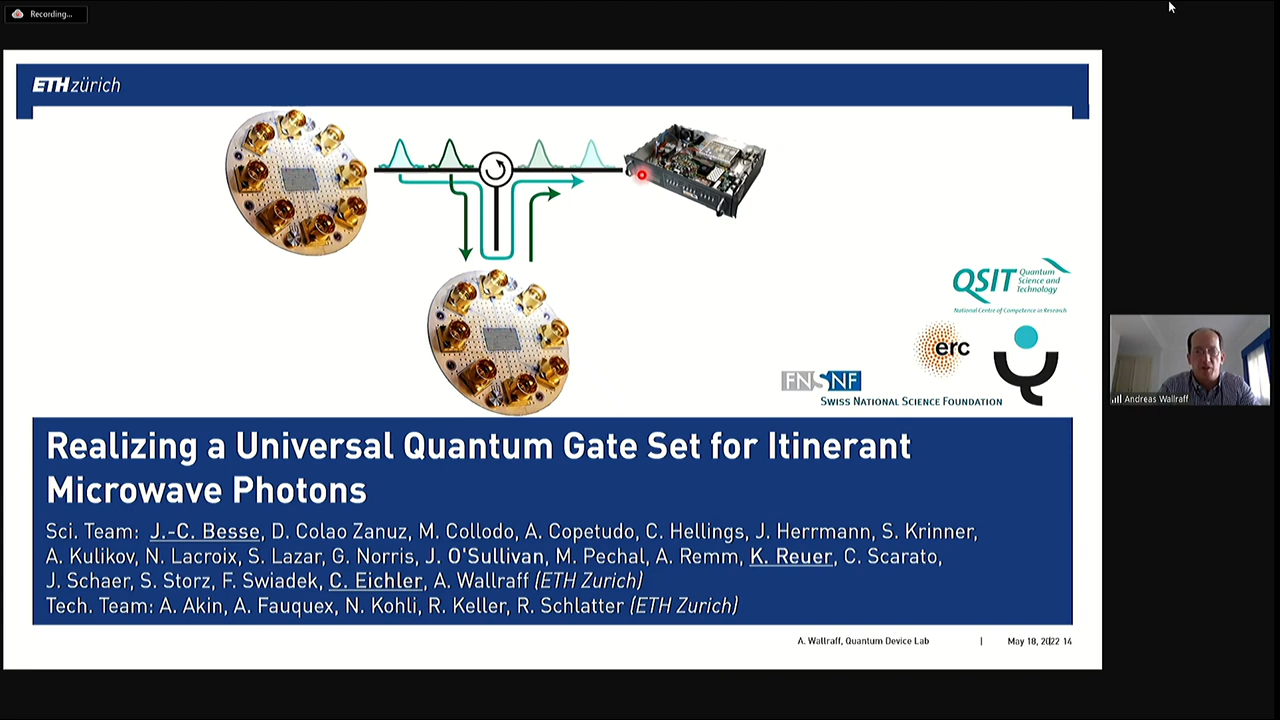 Recording...
ETH zürich
QSIT Quantum Science and Technology
National Centre of Competence in Research
erc
FNSNF
SWISS NATIONAL SCIENCE FOUNDATION
Andreas Wallraff
Realizing a Universal Quantum Gate Set for Itinerant
Microwave Photons
Sci. Team: J.-C. Besse, D. Colao Zanuz, M. Collodo, A. Copetudo, C. Hellings, J. Herrmann, S. Krinner,
A. Kulikov, N. Lacroix, S. Lazar, G. Norris, J. O'Sullivan, M. Pechal, A. Remm, K. Reuer, C. Scarato,
J. Schaer, S. Storz, F. Swiadek, C. Eichler, A. Wallraff (ETH Zurich)
Tech. Team: A. Akin, A. Fauquex, N. Kohli, R. Keller, R. Schlatter (ETH Zurich)
A. Wallraff, Quantum Device Lab | May 18, 2022 14